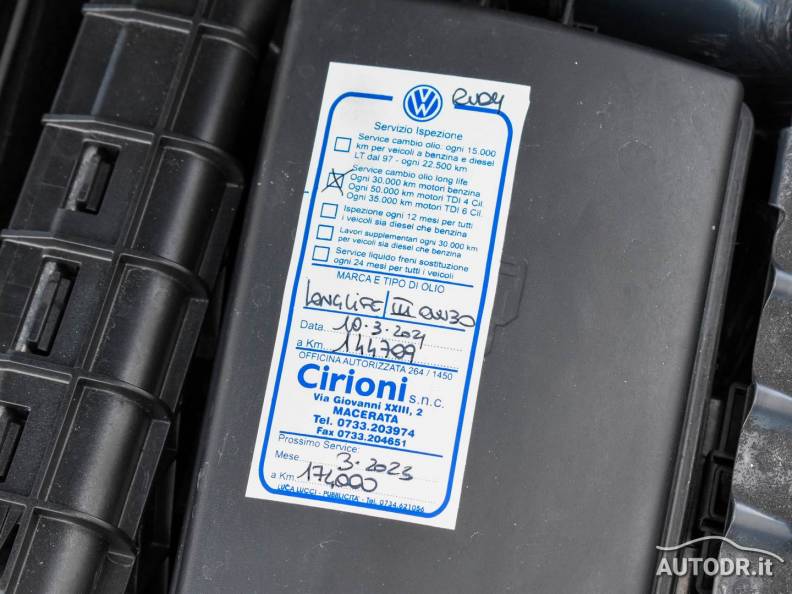 RUDY
Servizio Ispezione
Service cambio olio: ogni 15.000
km per veicoli a benzina e diesel
LT dal 97 - ogni 22.500 km
Service cambio olio long life
Ogni 30.000 km motori benzina
Ogni 50.000 km motori TDI 4 Cil.
Ogni 35.000 km motori TDI 6 Cil.
Ispezione ogni 12 mesi per tutti
i veicoli sia diesel che benzina
Lavori supplementari ogni 30.000 km
per veicoli sia diesel che benzina
Service liquido freni sostituzione
ogni 24 mesi per tutti i veicoli
MARCA E TIPO DI OLIO
LONGLIFE III 0W30
Data 10.3.2021
a Km. 144709
OFFICINA AUTORIZZATA 264 / 1450
Cirioni s.n.c.
Via Giovanni XXIII, 2
MACERATA
Tel. 0733.203974
Fax 0733.204651
Prossimo Service:
Mese 3.2023
a Km. 174000
LUCA LUCCI - PUBBLICITA' - Tel. 0734.621056
AUTODR.it